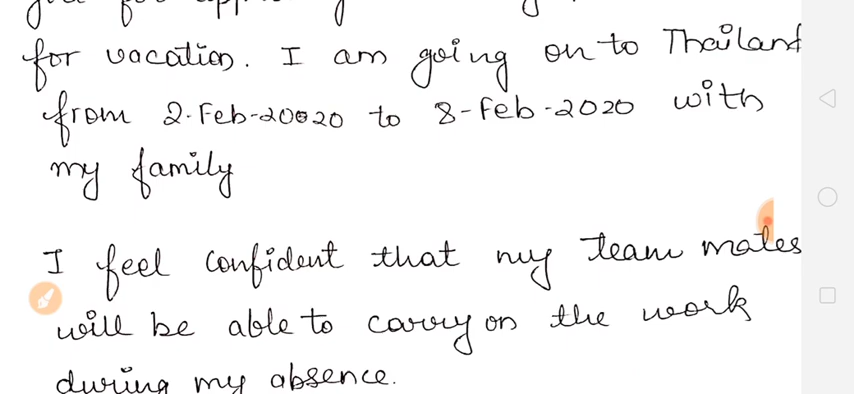 for vacation. I am going on to Thailand
from 2-Feb-20020 to 8-Feb-2020 with
my family
I feel confident that my team mates
will be able to carry on the work
during my absence.